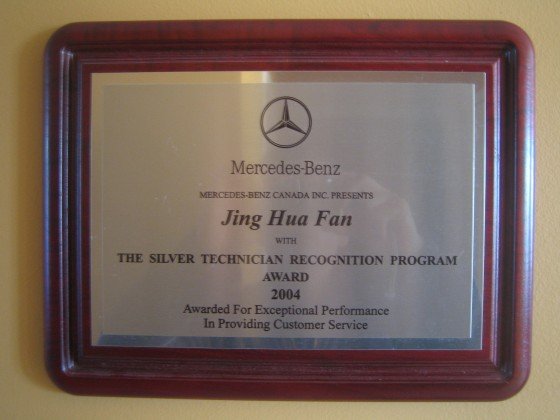 Mercedes-Benz
MERCEDES-BENZ CANADA INC. PRESENTS
Jing Hua Fan
WITH
THE SILVER TECHNICIAN RECOGNITION PROGRAM
AWARD
2004
Awarded For Exceptional Performance
In Providing Customer Service